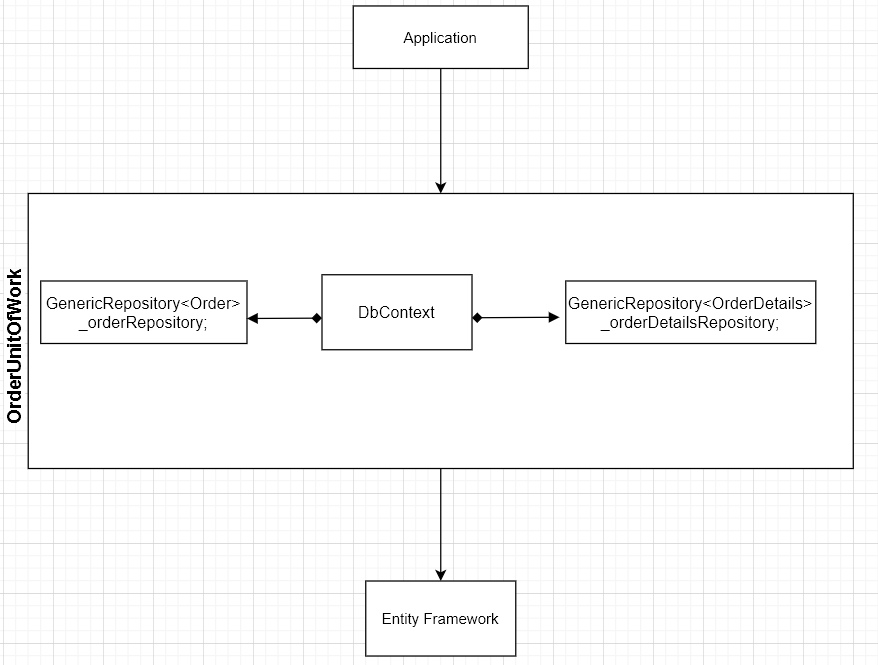 Application
OrderUnitOfWork
GenericRepository<Order>
_orderRepository;
DbContext
GenericRepository<OrderDetails>
_orderDetailsRepository;
Entity Framework